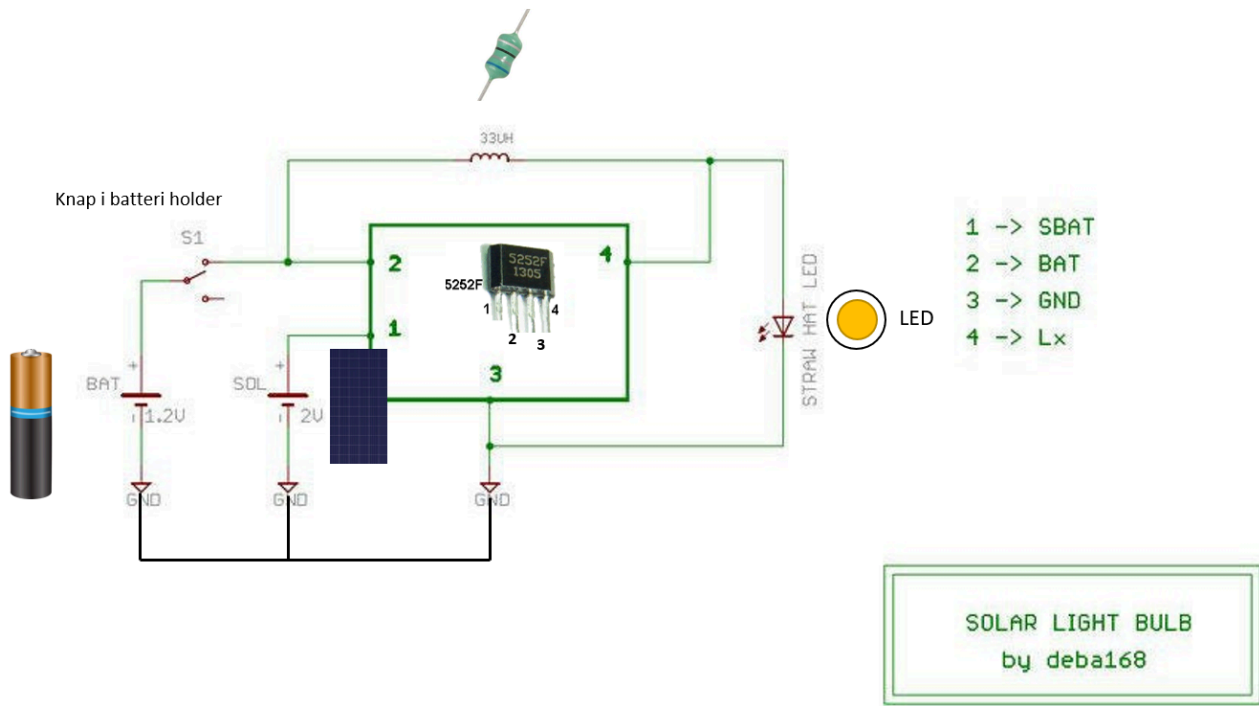 33UH
Knap i batteri holder
S1
2
4
5252F
1305
5252F
1
4
2
3
1
3
1 -> SBAT
2 -> BAT
3 -> GND
4 -> Lx
STRAW HAT LED
LED
+
BAT
1.2V
+
SOL
2V
GND
GND
GND
SOLAR LIGHT BULB
by deba168